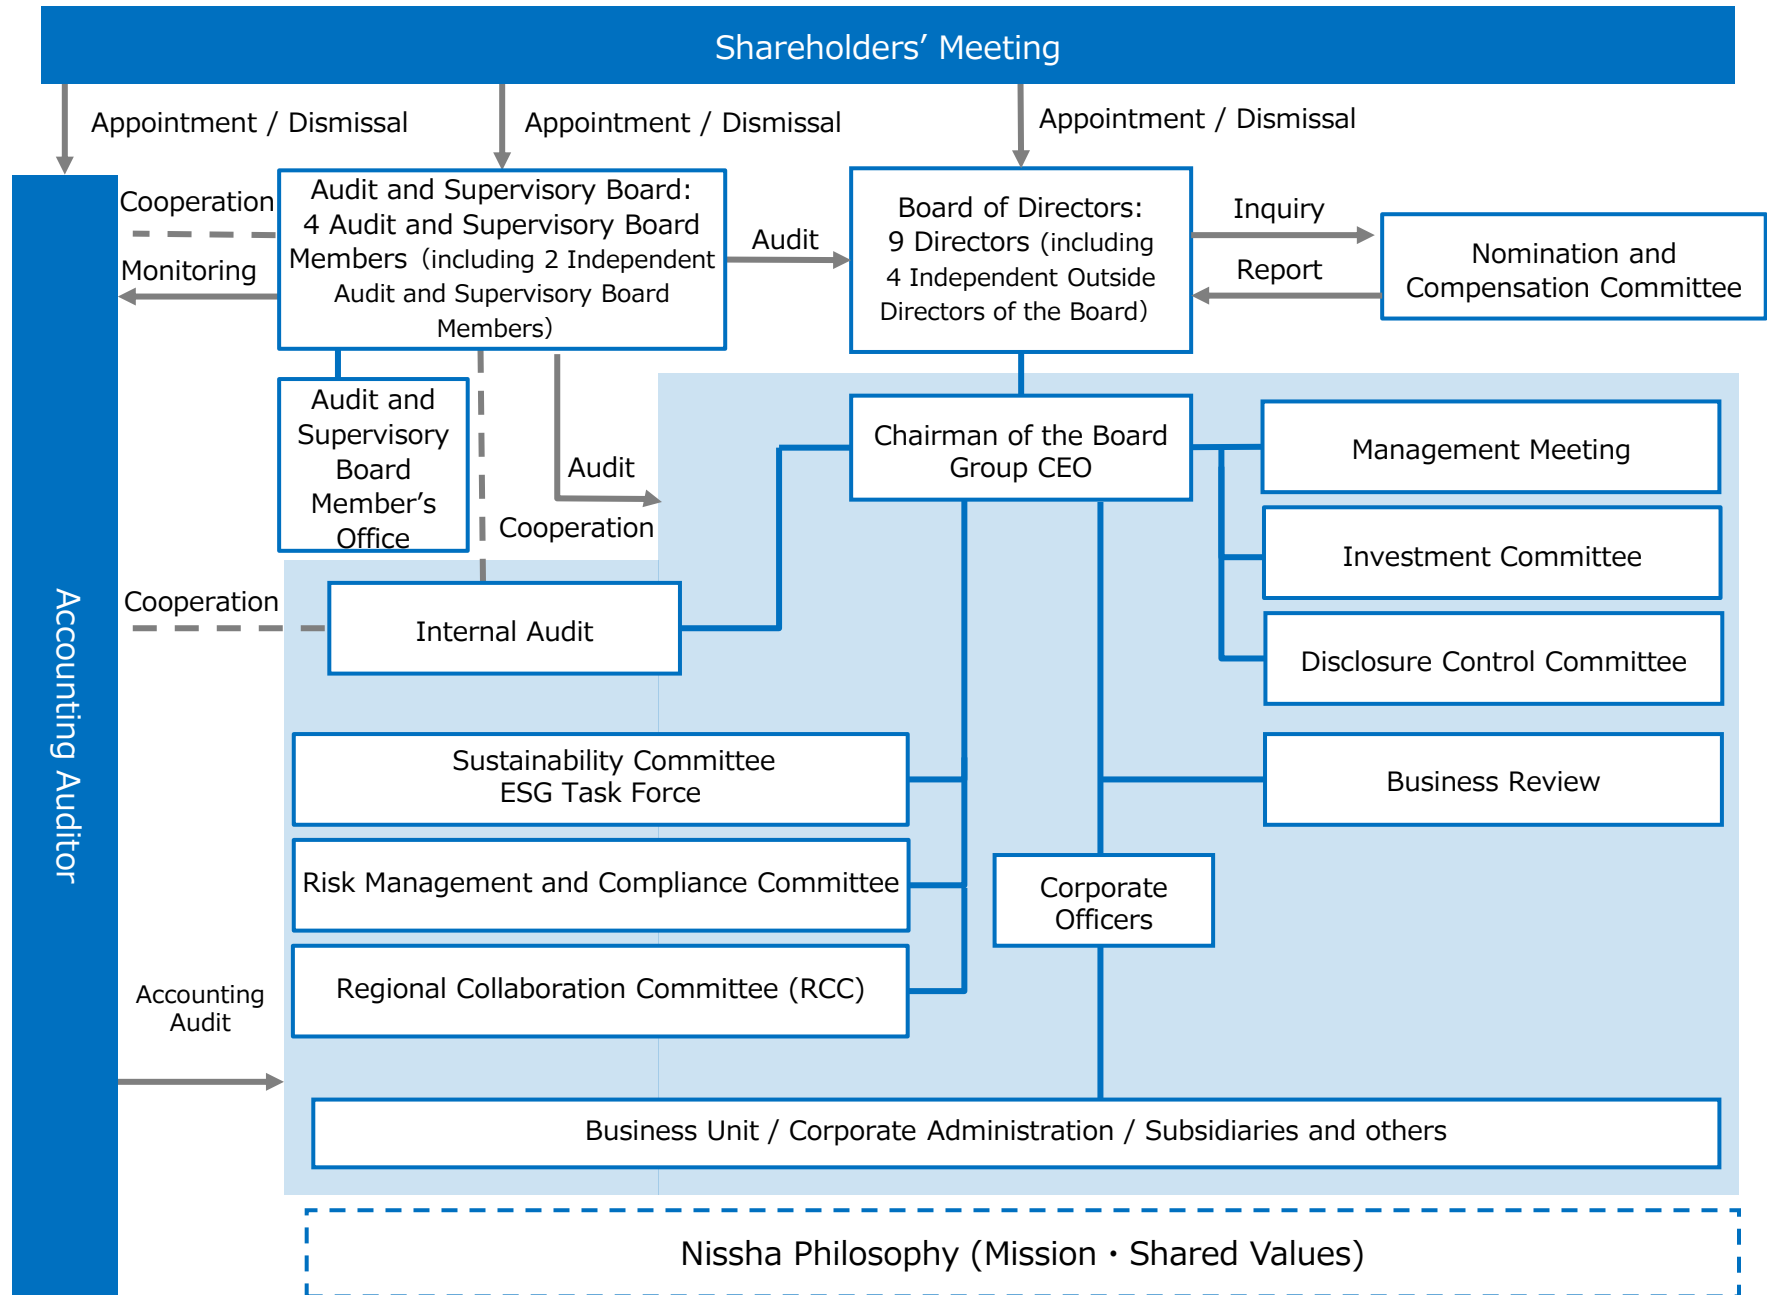 Shareholders’ Meeting
Appointment / Dismissal
Appointment / Dismissal
Appointment / Dismissal
Cooperation
Monitoring
Audit and Supervisory Board:
4 Audit and Supervisory Board
Members（including 2 Independent
Audit and Supervisory Board
Members）
Audit
Board of Directors:
9 Directors (including
4 Independent Outside
Directors of the Board）
Inquiry
Report
Nomination and
Compensation Committee
Audit and
Supervisory
Board
Member’s
Office
Audit
Cooperation
Chairman of the Board
Group CEO
Management Meeting
Investment Committee
Disclosure Control Committee
Cooperation
Internal Audit
Accounting Auditor
Sustainability Committee
ESG Task Force
Business Review
Risk Management and Compliance Committee
Corporate
Officers
Regional Collaboration Committee (RCC)
Accounting
Audit
Business Unit / Corporate Administration / Subsidiaries and others
Nissha Philosophy (Mission・Shared Values)